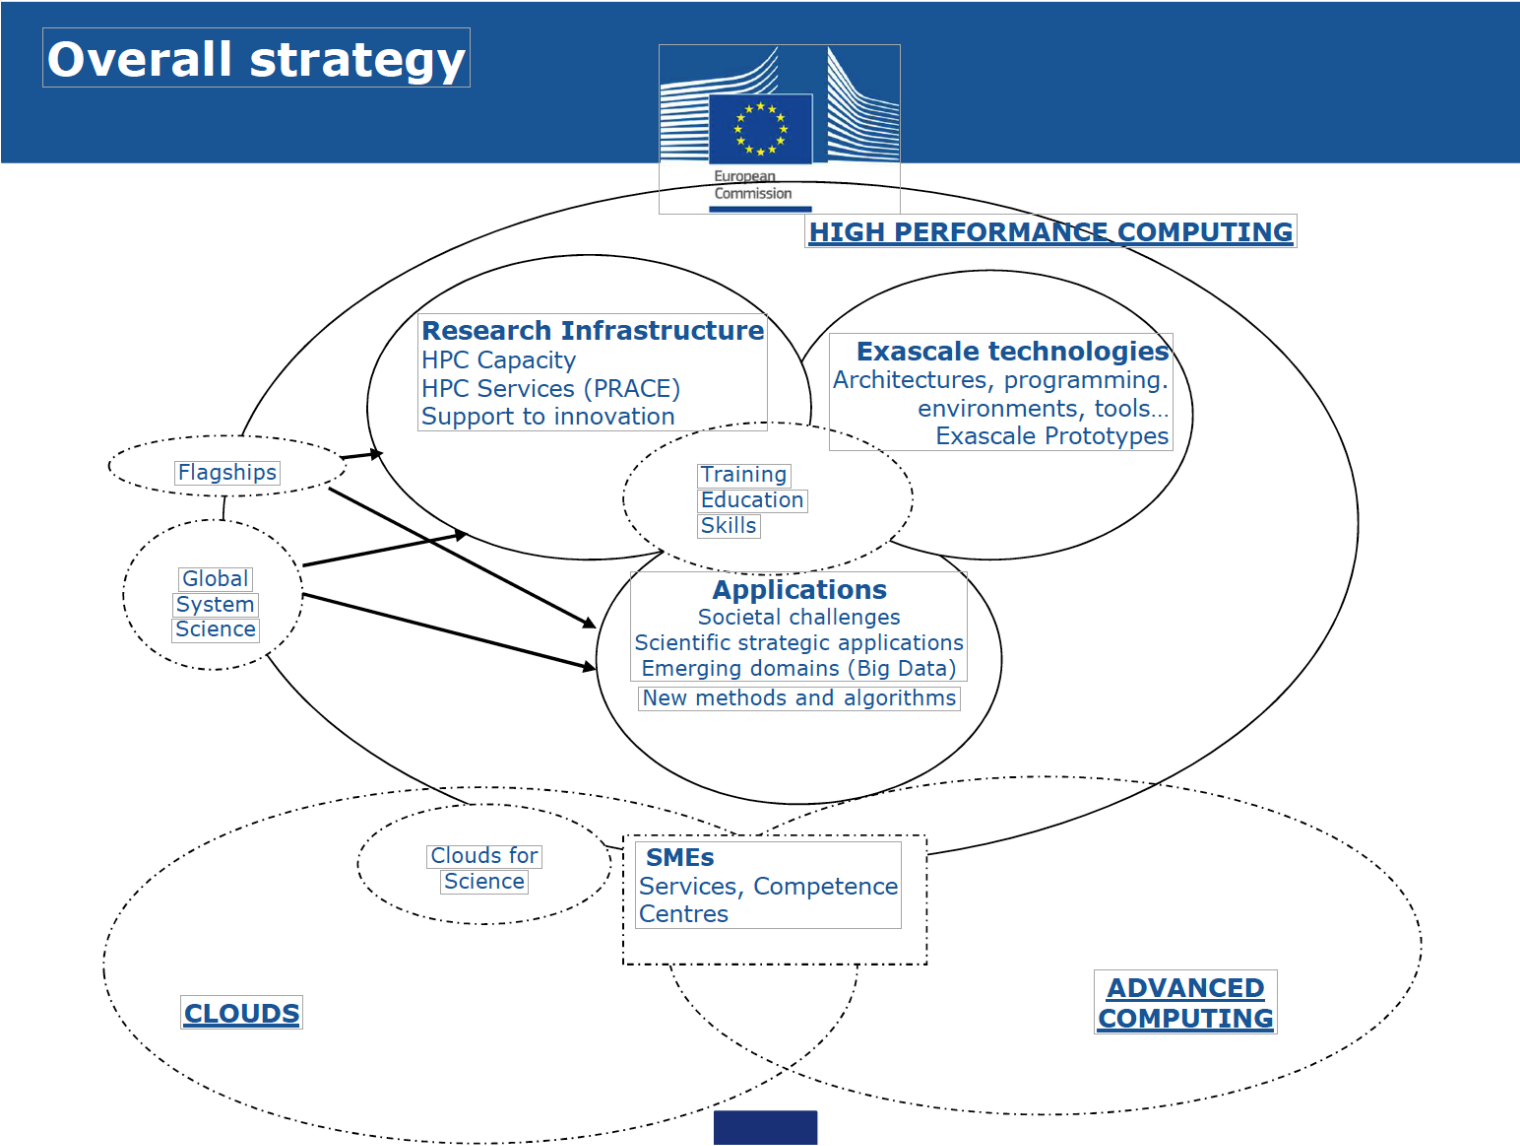 Overall strategy
European
Commission
HIGH PERFORMANCE COMPUTING
Research Infrastructure
HPC Capacity
HPC Services (PRACE)
Support to innovation
Exascale technologies
Architectures, programming.
environments, tools...
Exascale Prototypes
Flagships
Training
Education
Skills
Global
System
Science
Applications
Societal challenges
Scientific strategic applications
Emerging domains (Big Data)
New methods and algorithms
Clouds for
Science
SMEs
Services, Competence
Centres
CLOUDS
ADVANCED
COMPUTING